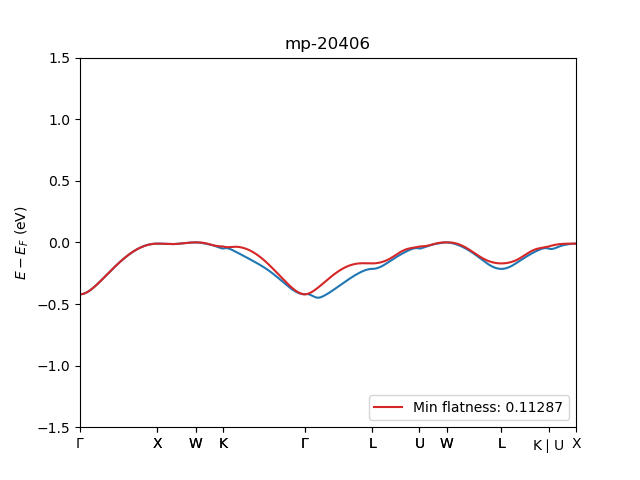 mp-20406
E − E_F (eV)
1.5
1.0
0.5
0.0
−0.5
−1.0
−1.5
Min flatness: 0.11287
Γ X W K Γ L U W L K | U X